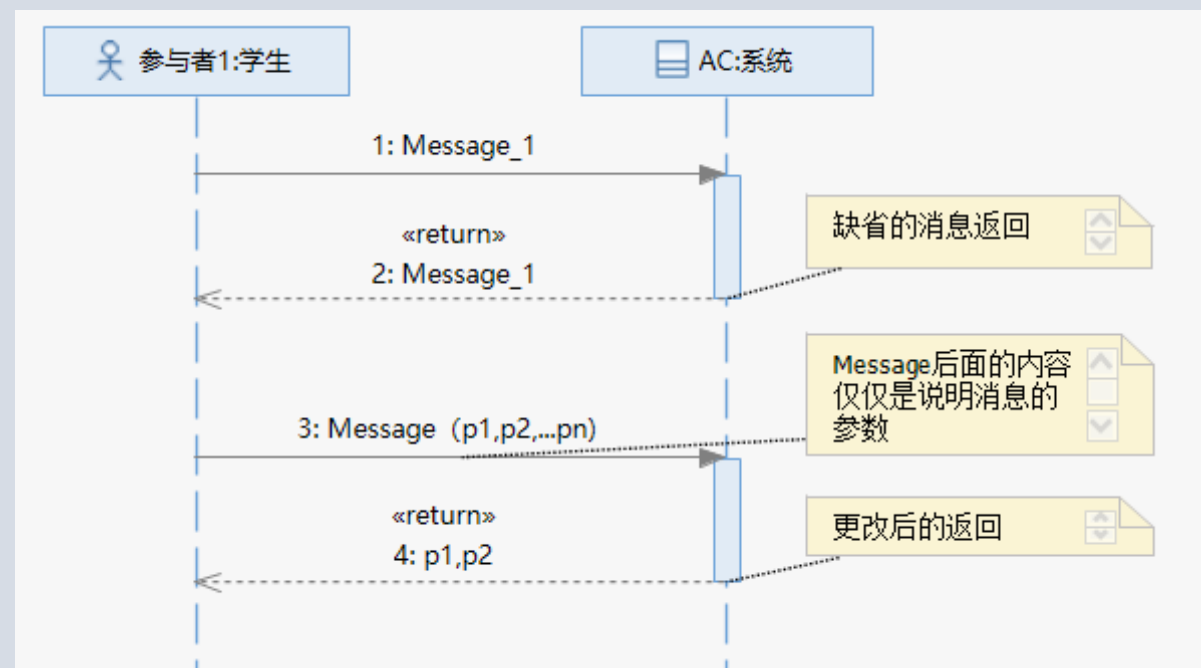 参与者1:学生
AC:系统
1: Message_1
«return»
2: Message_1
缺省的消息返回
3: Message（p1,p2,...pn)
Message后面的内容
仅仅是说明消息的
参数
«return»
4: p1,p2
更改后的返回